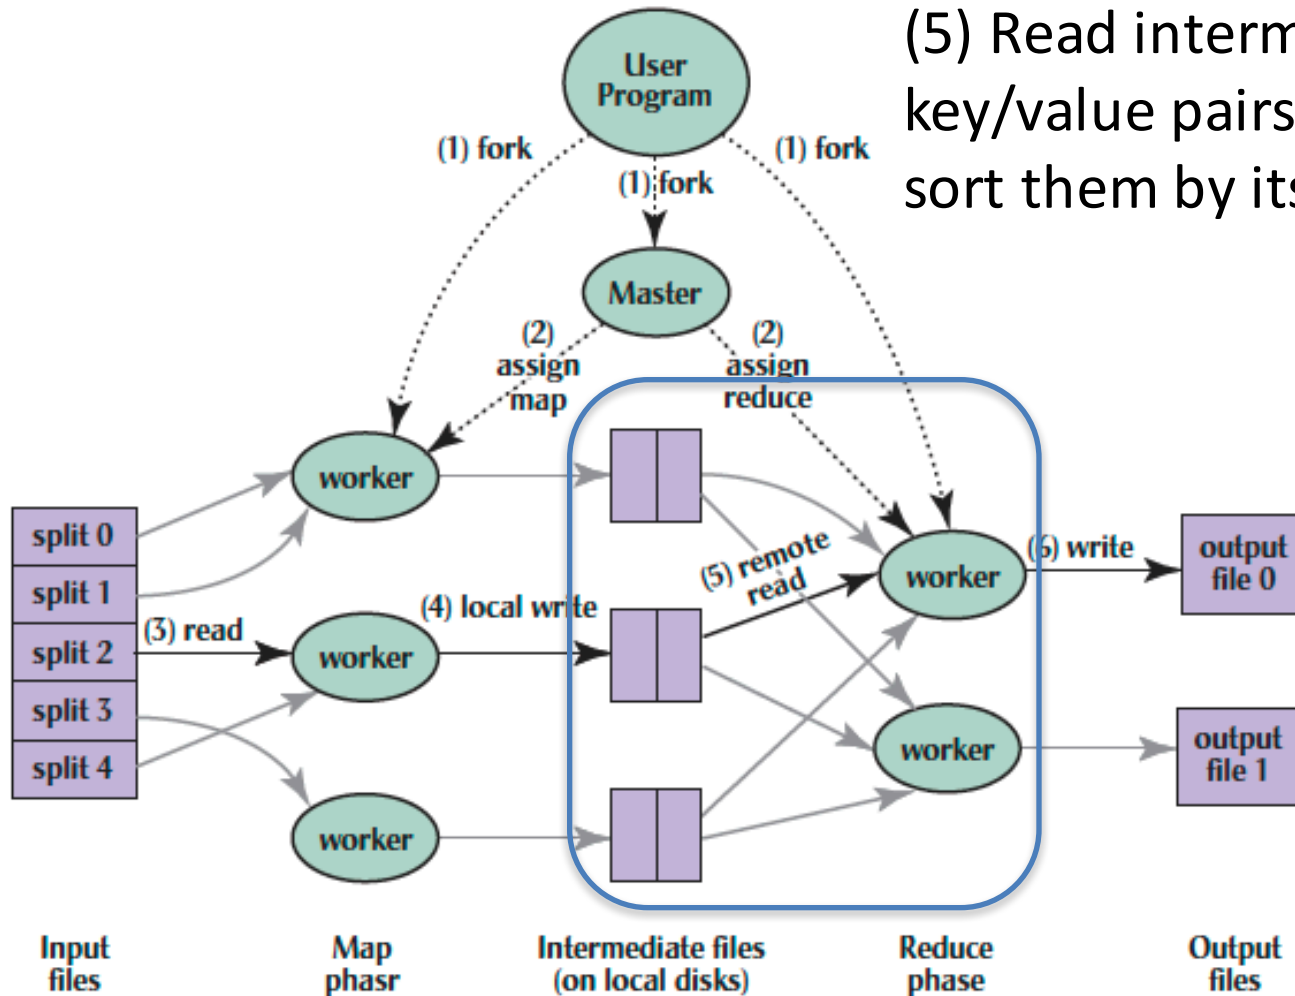 User
Program
(5) Read interm
key/value pairs
sort them by its
(1) fork
(1) fork
(1) fork
Master
(2)
assign
map
(2)
assign
reduce
worker
split 0
split 1
split 2
split 3
split 4
(3) read
worker
(4) local write
worker
(5) remote
read
worker
(6) write
output
file 0
worker
output
file 1
Input
files
Map
phasr
Intermediate files
(on local disks)
Reduce
phase
Output
files